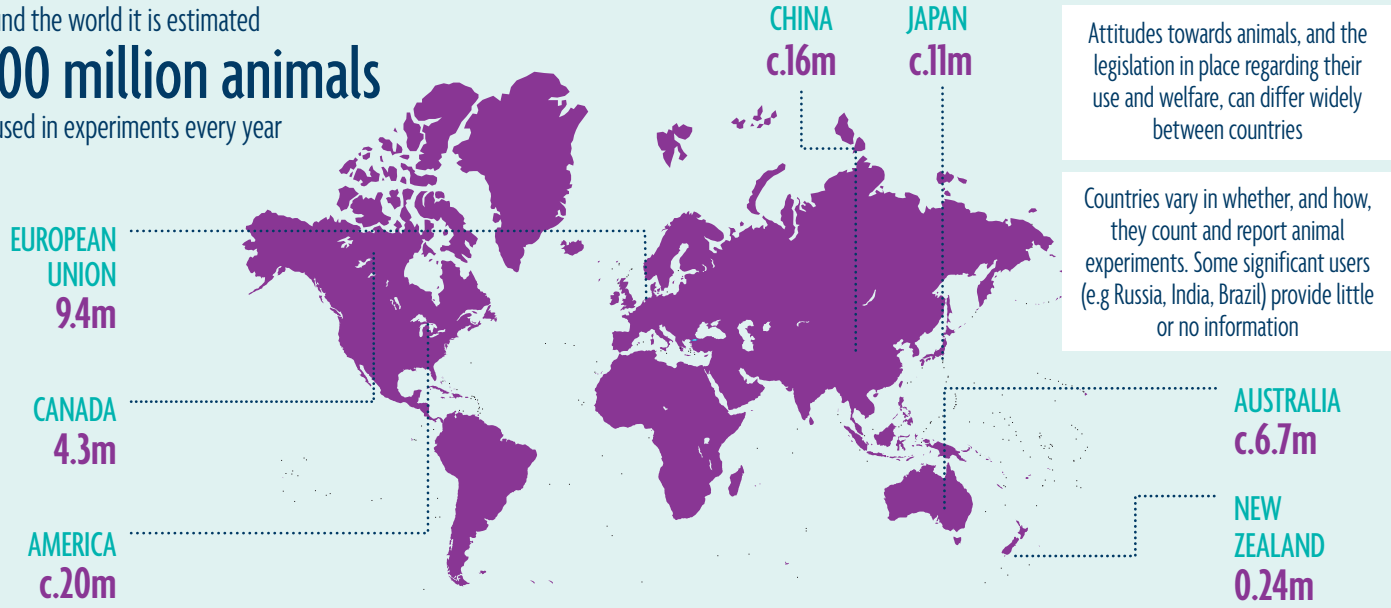 the world it is estimated
million animals
in experiments every year
CHINA
c.16m
JAPAN
c.11m
Attitudes towards animals, and the
legislation in place regarding their
use and welfare, can differ widely
between countries
Countries vary in whether, and how,
they count and report animal
experiments. Some significant users
(e.g Russia, India, Brazil) provide little
or no information
EUROPEAN
UNION
9.4m
CANADA
4.3m
AMERICA
c.20m
AUSTRALIA
c.6.7m
NEW
ZEALAND
0.24m